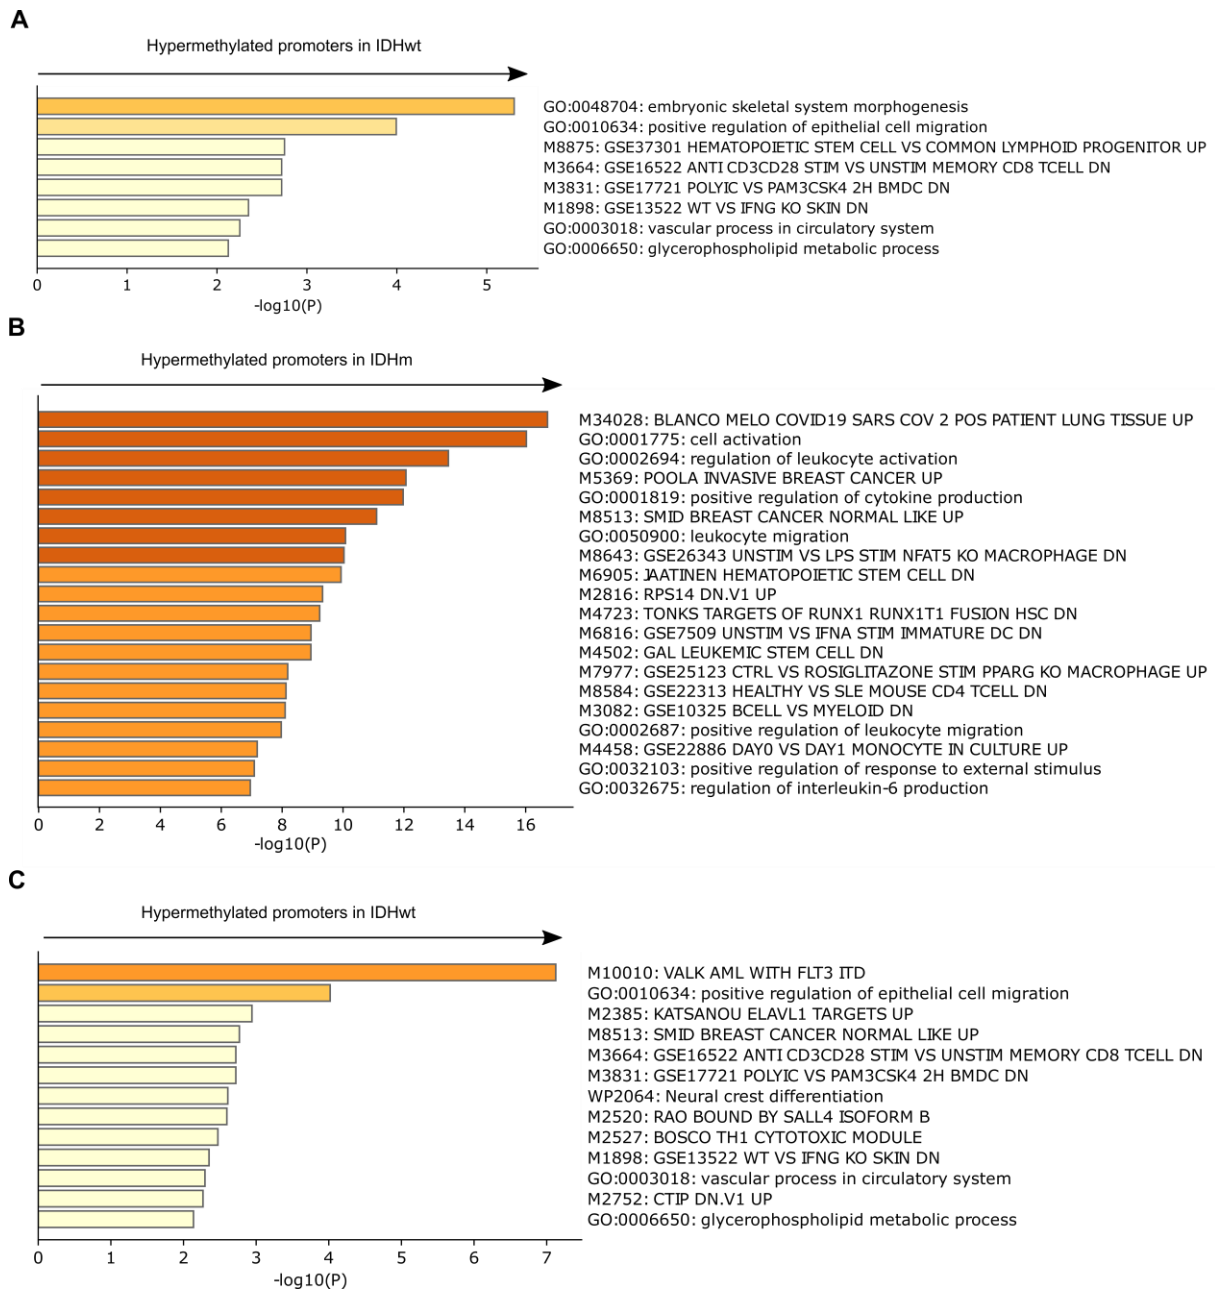 A
Hypermethylated promoters in IDHwt
GO:0048704: embryonic skeletal system morphogenesis
GO:0010634: positive regulation of epithelial cell migration
M8875: GSE37301 HEMATOPOIETIC STEM CELL VS COMMON LYMPHOID PROGENITOR UP
M3664: GSE16522 ANTI CD3CD28 STIM VS UNSTIM MEMORY CD8 TCELL DN
M3831: GSE17721 POLYIC VS PAM3CSK4 2H BMDC DN
M1898: GSE13522 WT VS IFNG KO SKIN DN
GO:0003018: vascular process in circulatory system
GO:0006650: glycerophospholipid metabolic process
0 1 2 3 4 5
-log10(P)
B
Hypermethylated promoters in IDHm
M34028: BLANCO MELO COVID19 SARS COV 2 POS PATIENT LUNG TISSUE UP
GO:0001775: cell activation
GO:0002694: regulation of leukocyte activation
M5369: POOLA INVASIVE BREAST CANCER UP
GO:0001819: positive regulation of cytokine production
M8513: SMID BREAST CANCER NORMAL LIKE UP
GO:0050900: leukocyte migration
M8643: GSE26343 UNSTIM VS LPS STIM NFAT5 KO MACROPHAGE DN
M6905: JAATINEN HEMATOPOIETIC STEM CELL DN
M2816: RPS14 DN.V1 UP
M4723: TONKS TARGETS OF RUNX1 RUNX1T1 FUSION HSC DN
M6816: GSE7509 UNSTIM VS IFNA STIM IMMATURE DC DN
M4502: GAL LEUKEMIC STEM CELL DN
M7977: GSE25123 CTRL VS ROSIGLITAZONE STIM PPARG KO MACROPHAGE UP
M8584: GSE22313 HEALTHY VS SLE MOUSE CD4 TCELL DN
M3082: GSE10325 BCELL VS MYELOID DN
GO:0002687: positive regulation of leukocyte migration
M4458: GSE22886 DAY0 VS DAY1 MONOCYTE IN CULTURE UP
GO:0032103: positive regulation of response to external stimulus
GO:0032675: regulation of interleukin-6 production
0 2 4 6 8 10 12 14 16
-log10(P)
C
Hypermethylated promoters in IDHwt
M10010: VALK AML WITH FLT3 ITD
GO:0010634: positive regulation of epithelial cell migration
M2385: KATSANOU ELAVL1 TARGETS UP
M8513: SMID BREAST CANCER NORMAL LIKE UP
M3664: GSE16522 ANTI CD3CD28 STIM VS UNSTIM MEMORY CD8 TCELL DN
M3831: GSE17721 POLYIC VS PAM3CSK4 2H BMDC DN
WP2064: Neural crest differentiation
M2520: RAO BOUND BY SALL4 ISOFORM B
M2527: BOSCO TH1 CYTOTOXIC MODULE
M1898: GSE13522 WT VS IFNG KO SKIN DN
GO:0003018: vascular process in circulatory system
M2752: CTIP DN.V1 UP
GO:0006650: glycerophospholipid metabolic process
0 1 2 3 4 5 6 7
-log10(P)